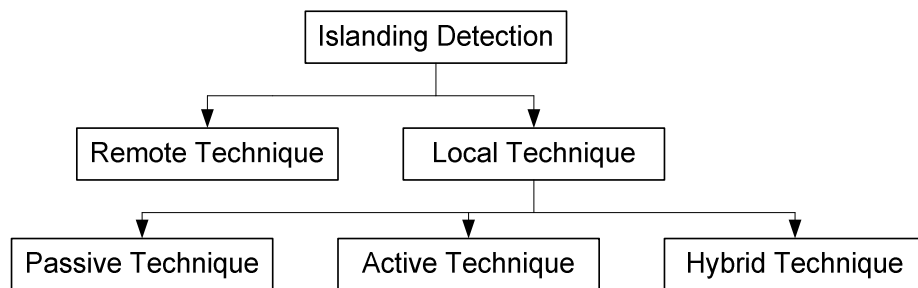 Islanding Detection
Remote Technique
Local Technique
Passive Technique
Active Technique
Hybrid Technique